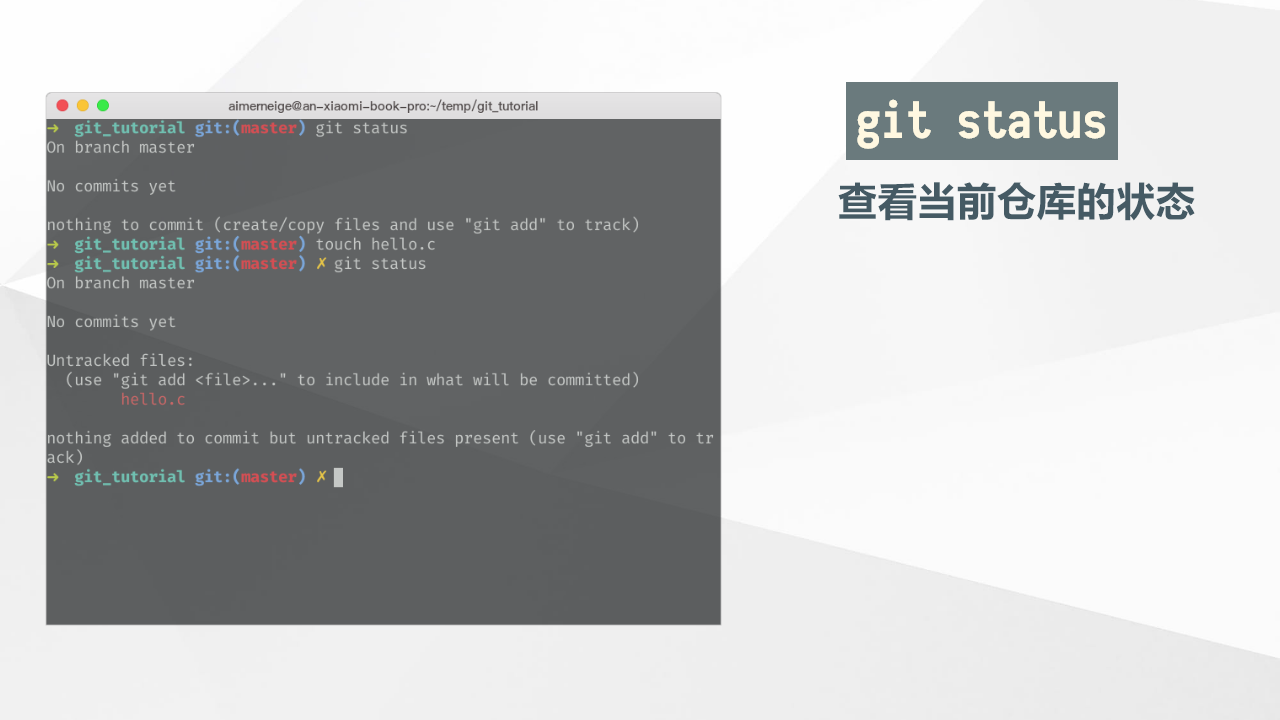 aimerneige@an-xiaomi-book-pro:~/temp/git_tutorial
➜ git_tutorial git:(master) git status
On branch master
No commits yet
nothing to commit (create/copy files and use "git add" to track)
➜ git_tutorial git:(master) touch hello.c
➜ git_tutorial git:(master) ✗ git status
On branch master
No commits yet
Untracked files:
(use "git add <file>..." to include in what will be committed)
hello.c
nothing added to commit but untracked files present (use "git add" to tr
ack)
➜ git_tutorial git:(master) ✗
git status
查看当前仓库的状态